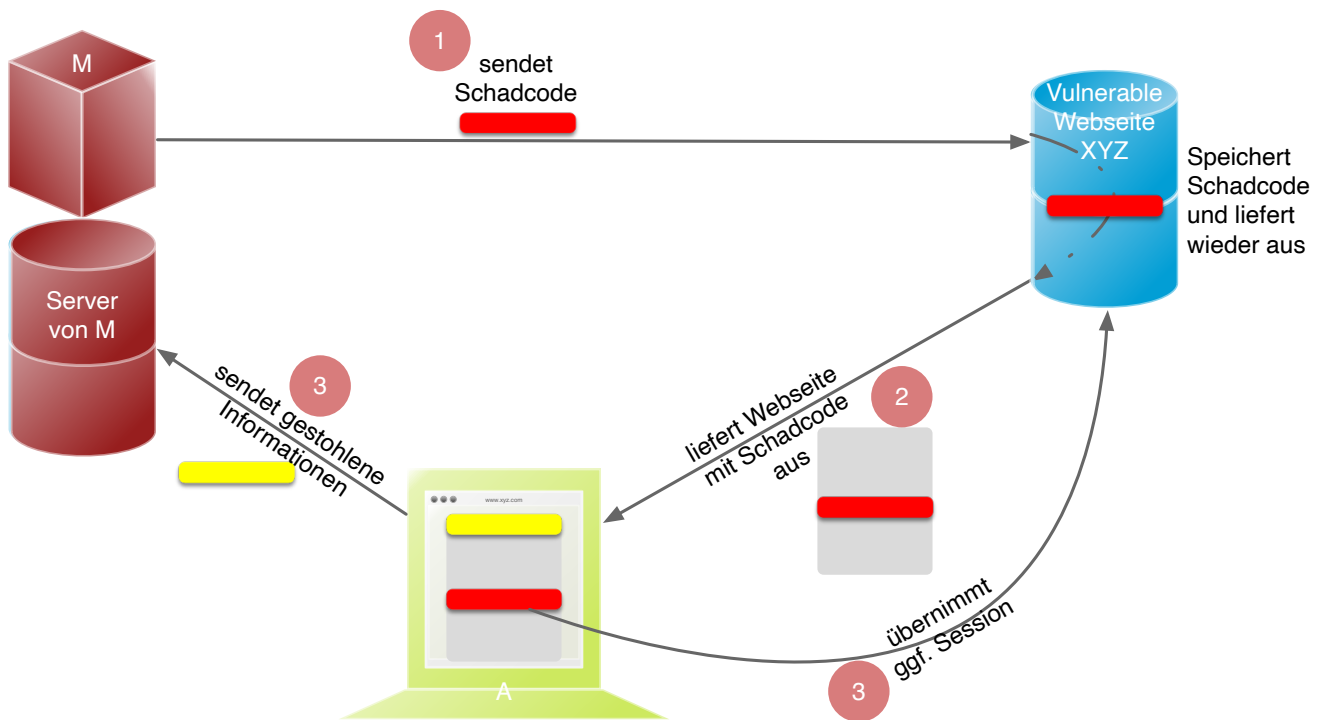 M
1
sendet
Schadcode
Vulnerable
Webseite
XYZ
Speichert
Schadcode
und liefert
wieder aus
Server
von M
3
sendet gestohlene
Informationen
liefert Webseite
mit Schadcode
aus
2
www.xyz.com
A
übernimmt
ggf. Session
3